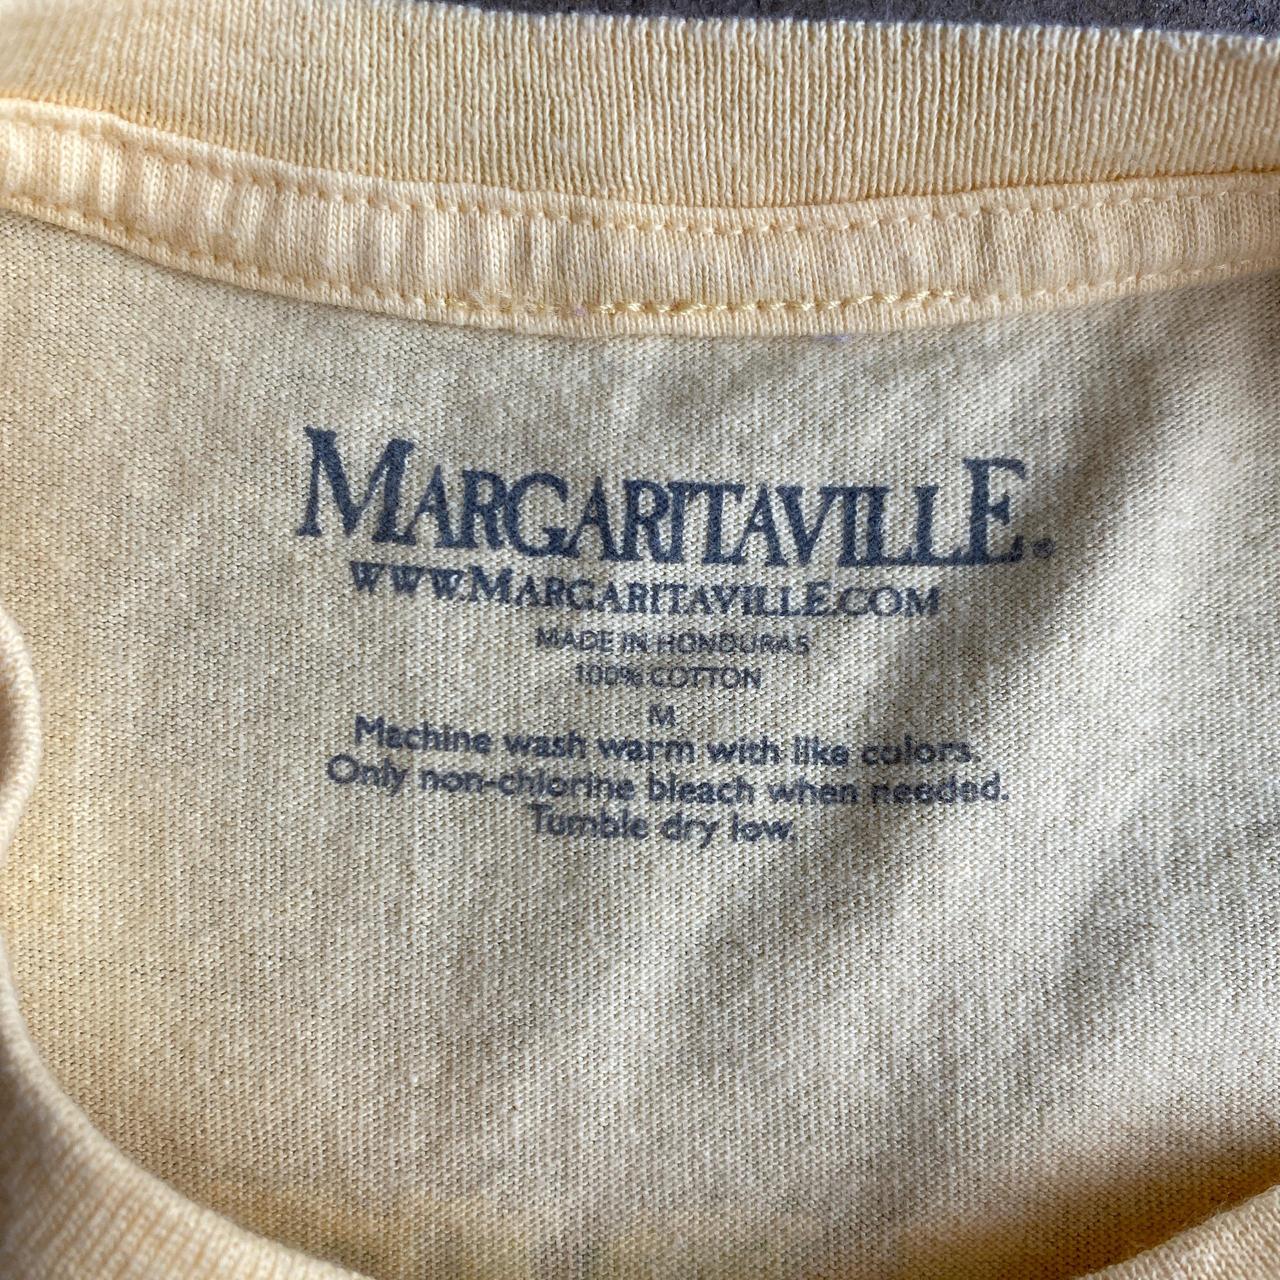 MARGARITAVILLE®
WWW.MARGARITAVILLE.COM
MADE IN HONDURAS
100% COTTON
M
Machine wash warm with like colors.
Only non-chlorine bleach when needed.
Tumble dry low.